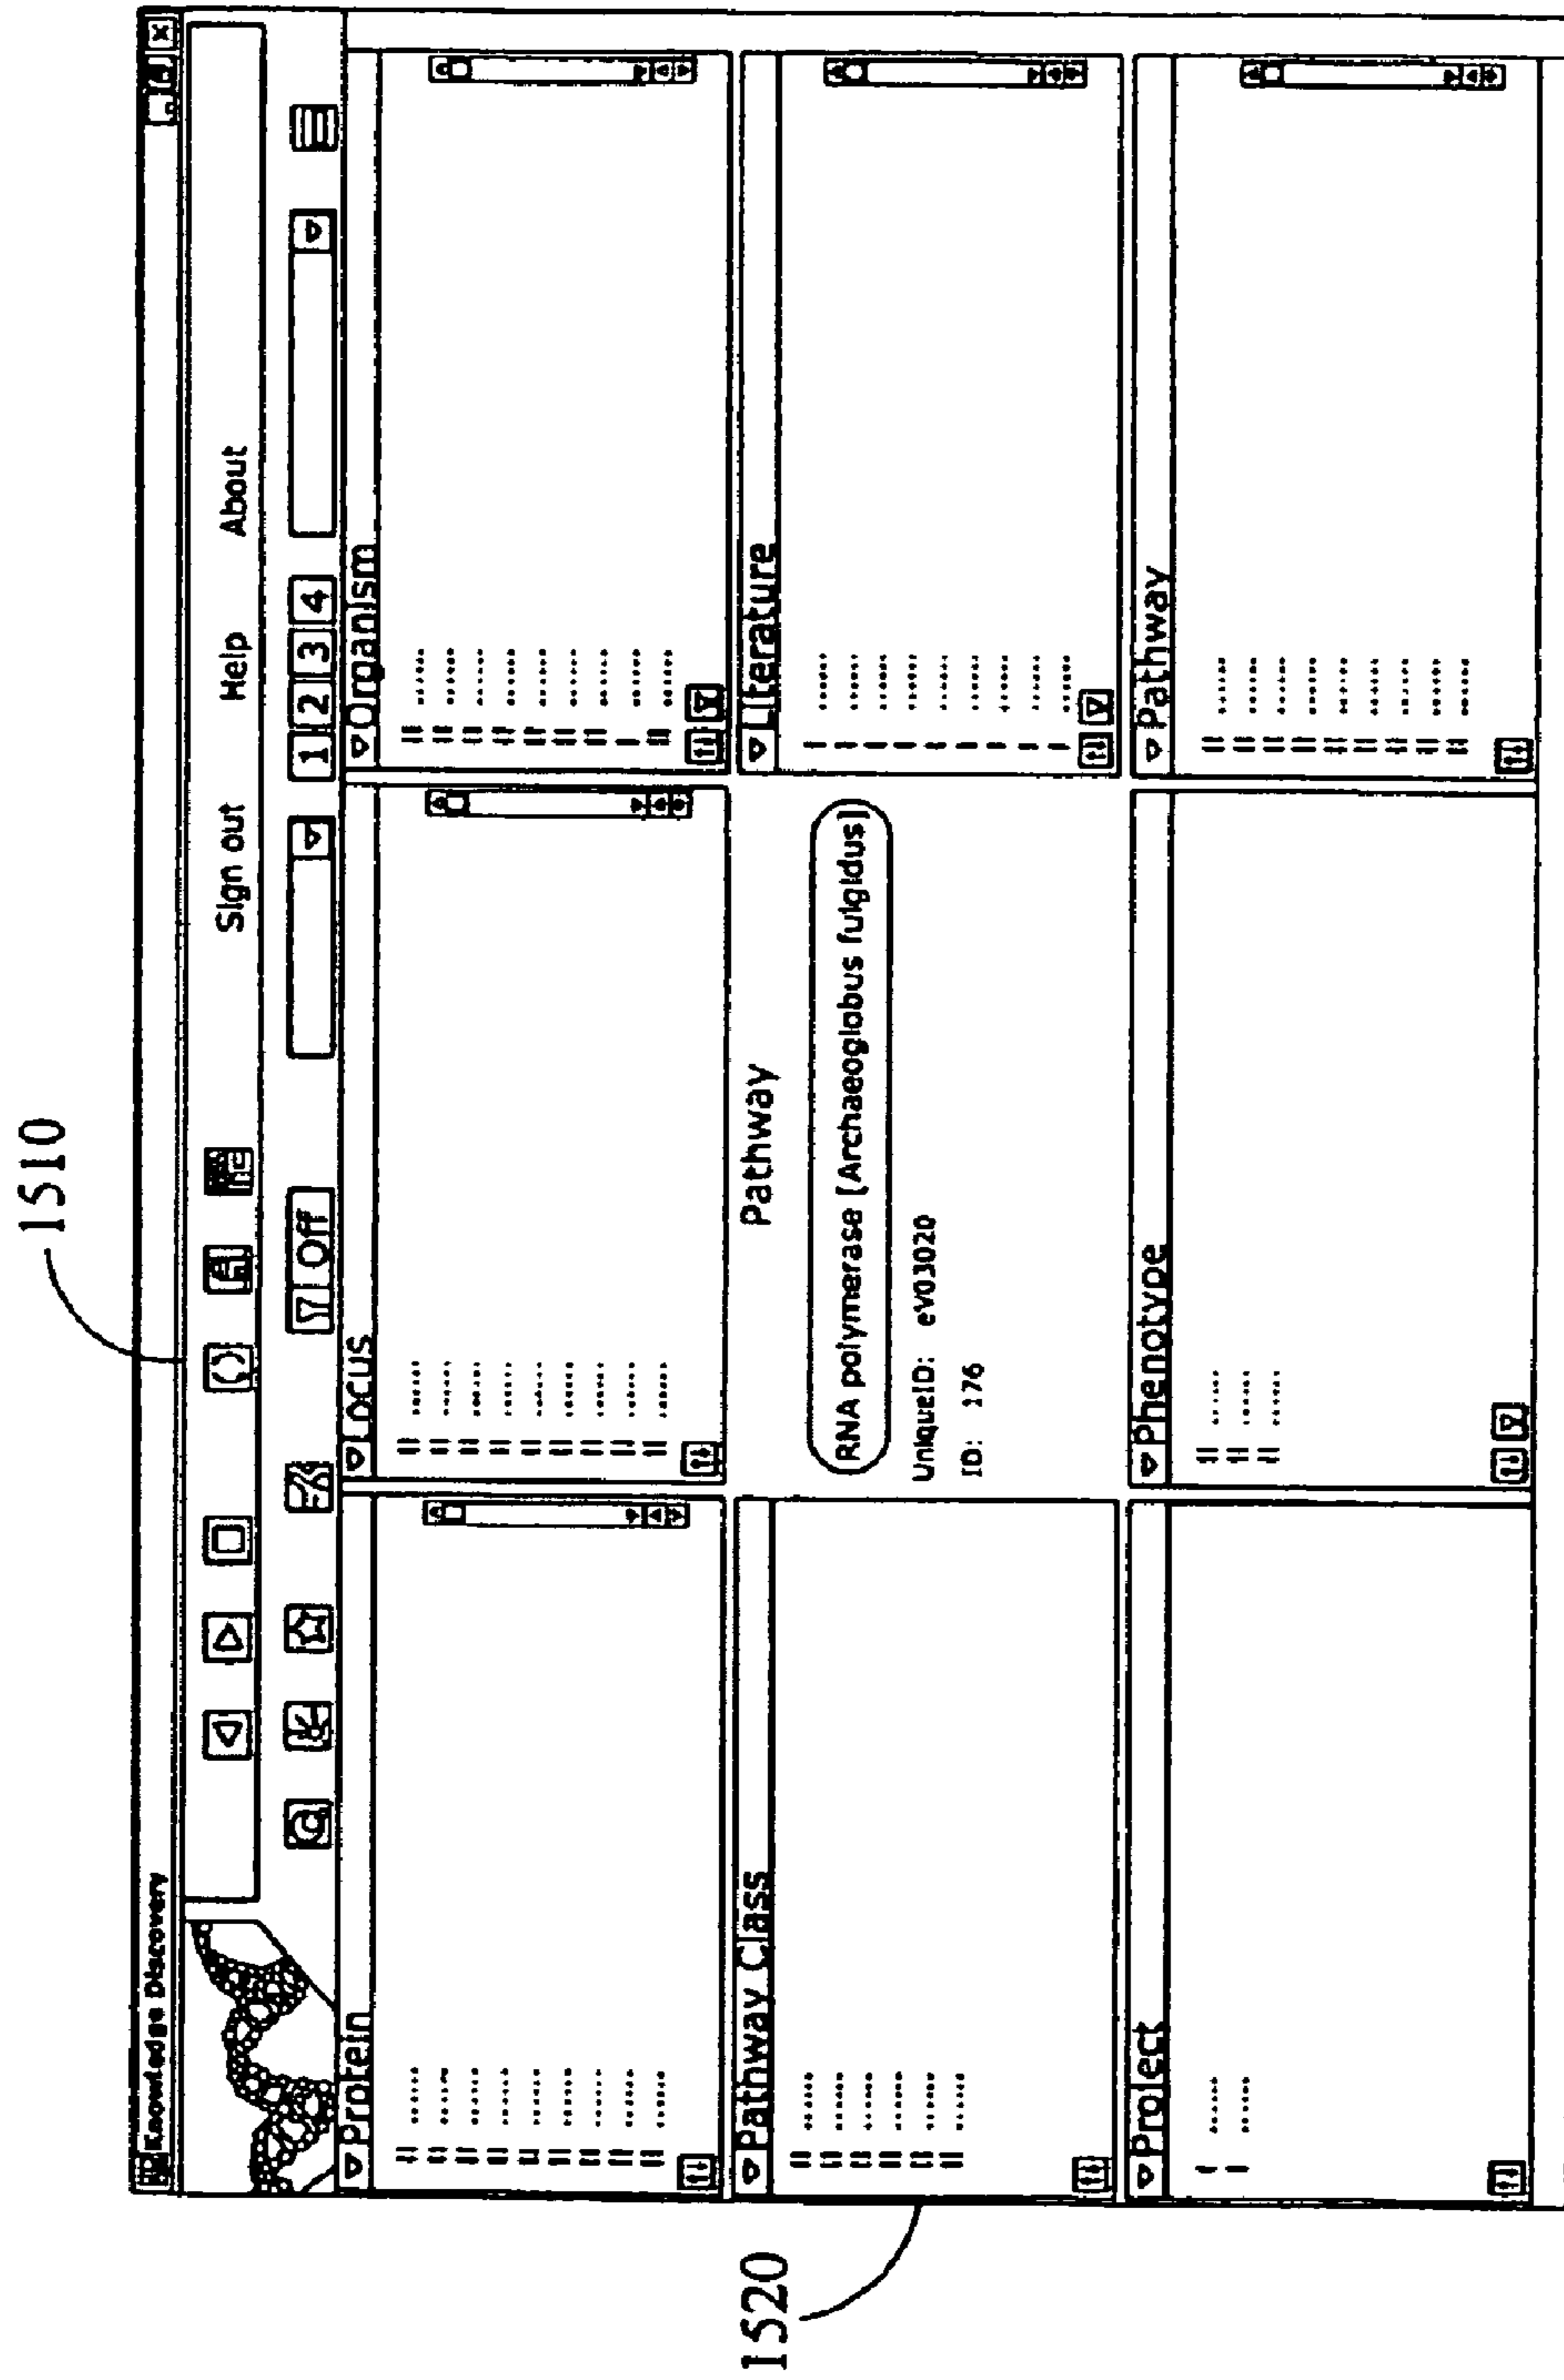 1510
Knowledge Discovery
Sign out Help About
Off 1 2 3 4
Protein Locus Organism
Pathway Class Pathway Literature
RNA polymerase [Archaeoglobus fulgidus]
UniqueID: eV03020
ID: 176
1520
Project Phenotype Pathway